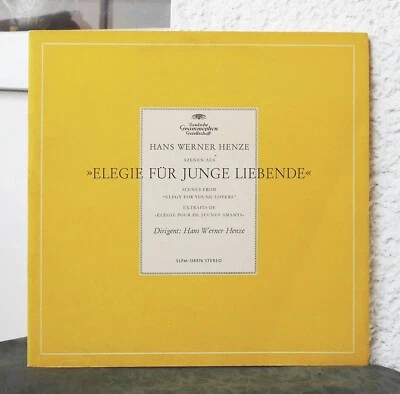 Deutsche
Grammophon
Gesellschaft
HANS WERNER HENZE
SZENEN AUS
»ELEGIE FÜR JUNGE LIEBENDE«
SCENES FROM
"ELEGY FOR YOUNG LOVERS"
EXTRAITS DE
«ÉLÉGIE POUR DE JEUNES AMANTS»
Dirigent: Hans Werner Henze
SLPM 138876 STEREO